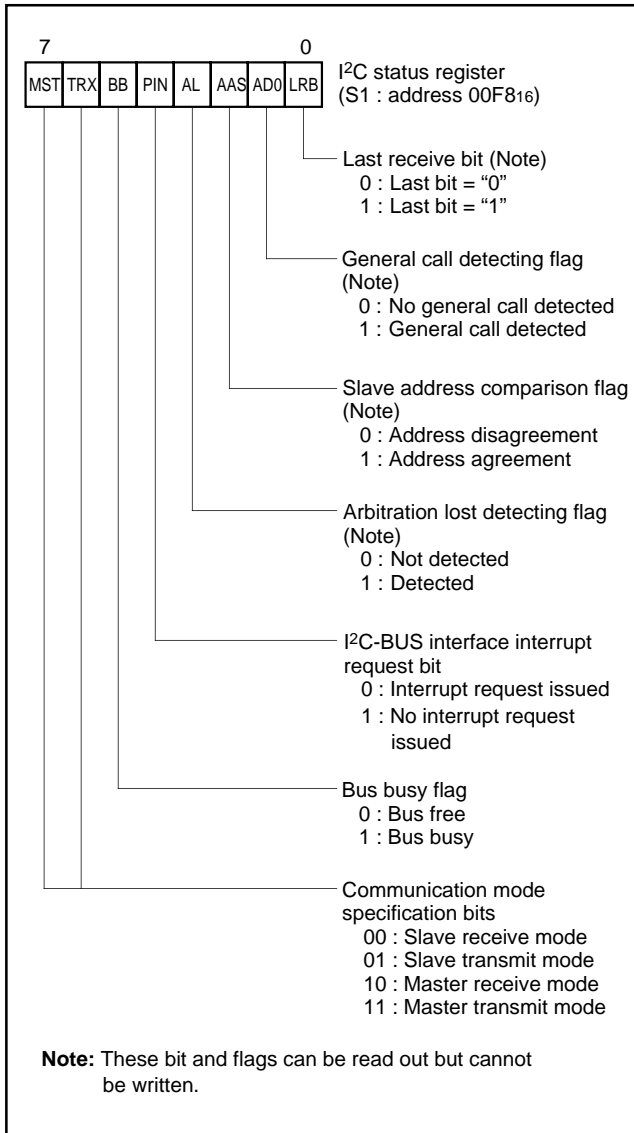 7 0
MST TRX BB PIN AL AAS AD0 LRB
I2C status register
(S1 : address 00F816)
Last receive bit (Note)
0 : Last bit = “0”
1 : Last bit = “1”
General call detecting flag
(Note)
0 : No general call detected
1 : General call detected
Slave address comparison flag
(Note)
0 : Address disagreement
1 : Address agreement
Arbitration lost detecting flag
(Note)
0 : Not detected
1 : Detected
I2C-BUS interface interrupt
request bit
0 : Interrupt request issued
1 : No interrupt request
issued
Bus busy flag
0 : Bus free
1 : Bus busy
Communication mode
specification bits
00 : Slave receive mode
01 : Slave transmit mode
10 : Master receive mode
11 : Master transmit mode
Note: These bit and flags can be read out but cannot
be written.